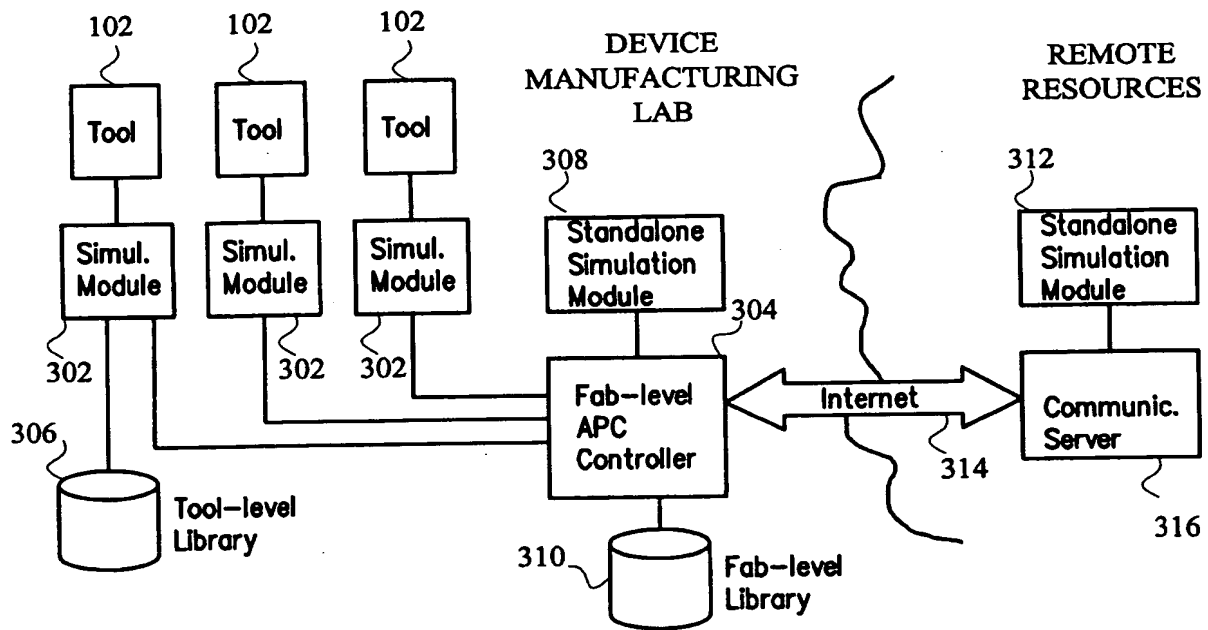 102
102
102
DEVICE
MANUFACTURING
LAB
REMOTE
RESOURCES
Tool
Tool
Tool
308
312
Simul.
Module
Simul.
Module
Simul.
Module
Standalone
Simulation
Module
Standalone
Simulation
Module
304
302
302
302
Fab-level
APC
Controller
Internet
314
Communic.
Server
316
306
Tool-level
Library
310
Fab-level
Library